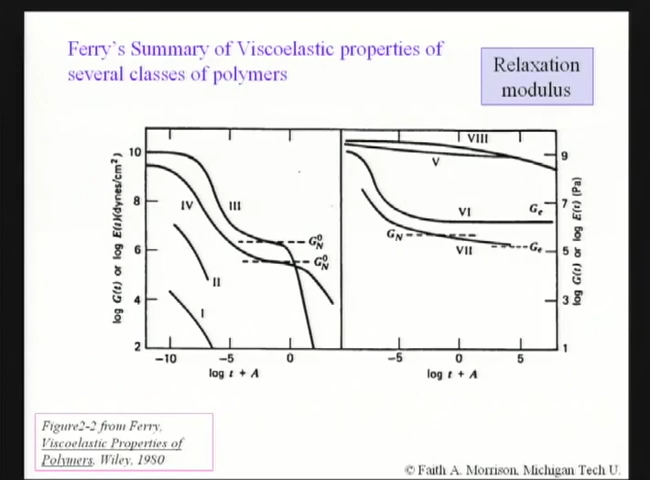 Ferry's Summary of Viscoelastic properties of
several classes of polymers
Relaxation
modulus
log G(t) or log E(t)(dynes/cm²)
10
8
6
4
2
IV
III
II
I
G_N^0
G_N^0
-10
-5
0
log t + A
VIII
V
VI
G_e
G_N
VII
G_e
-5
0
5
log t + A
9
7
5
3
1
log G(t) or log E(t) (Pa)
Figure2-2 from Ferry,
Viscoelastic Properties of
Polymers, Wiley, 1980
© Faith A. Morrison, Michigan Tech U.